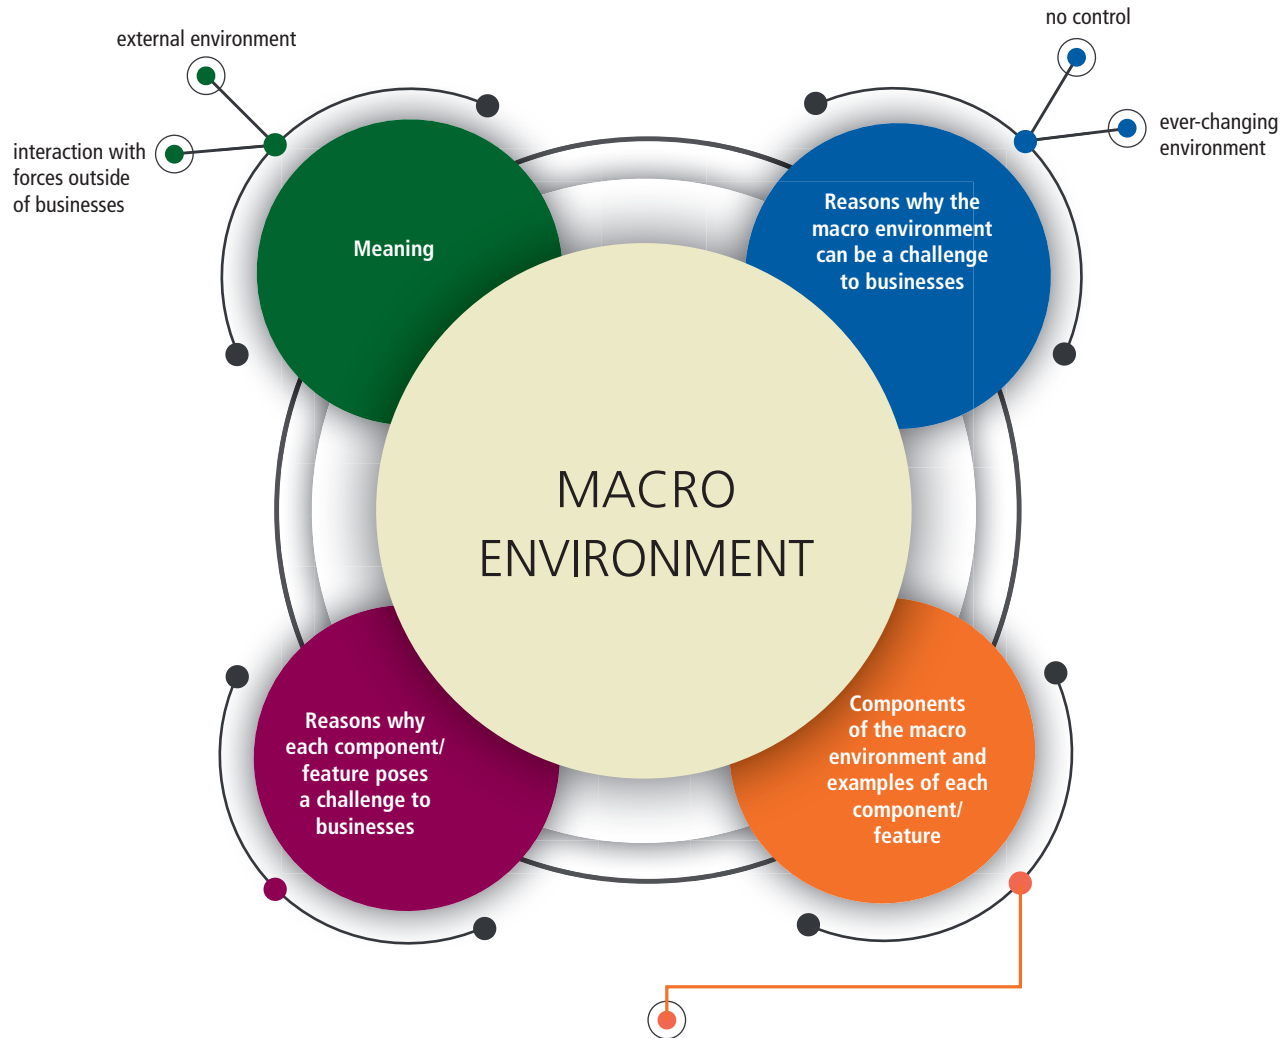 external environment
interaction with
forces outside
of businesses
Meaning
no control
ever-changing
environment
Reasons why the
macro environment
can be a challenge
to businesses
MACRO
ENVIRONMENT
Reasons why
each component/
feature poses
a challenge to
businesses
Components
of the macro
environment and
examples of each
component/
feature